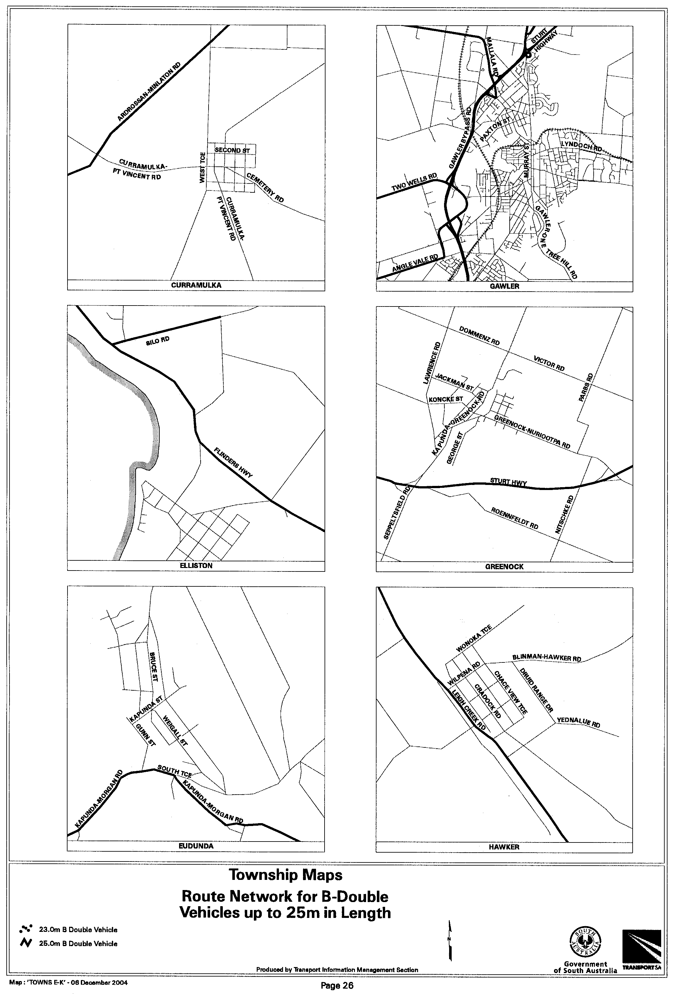 ARDROSSAN-MINLATON RD
SECOND ST
WEST TCE
CURRAMULKA-
PT VINCENT RD
CEMETERY RD
CURRAMULKA-
PT VINCENT RD
CURRAMULKA
STURT
HIGHWAY
MALLALA RD
GAWLER BYPASS RD
PAXTON ST
LYNDOCH RD
MURRAY ST
TWO WELLS RD
GAWLER-ONE TREE HILL RD
ANGLE VALE RD
GAWLER
SILO RD
FLINDERS HWY
ELLISTON
DOMMENZ RD
VICTOR RD
LAWRENCE RD
JACKMAN ST
PARBS RD
KONCKE ST
KAPUNDA-GREENOCK-RD
GREENOCK-NURIOOTPA RD
GEORGE ST
STURT HWY
SEPPELTSFIELD RD
ROENNFELDT RD
NITSCHKE RD
GREENOCK
BRUCE ST
KAPUNDA ST
GUNN ST
WEIGALL ST
SOUTH TCE
KAPUNDA-MORGAN RD
KAPUNDA-MORGAN RD
EUDUNDA
WONOKA TCE
BLINMAN-HAWKER RD
WILPENA RD
CHACE VIEW TCE
DRUID RANGE DR
CRADOCK RD
LEIGH CREEK RD
YEDNALUE RD
HAWKER
Township Maps
Route Network for B-Double
Vehicles up to 25m in Length
23.0m B Double Vehicle
25.0m B Double Vehicle
N
SOUTH
AUSTRALIA
Government
of South Australia
TRANSPORT SA
Produced by Transport Information Management Section
Map : 'TOWNS E-K' - 06 December 2004
Page 26